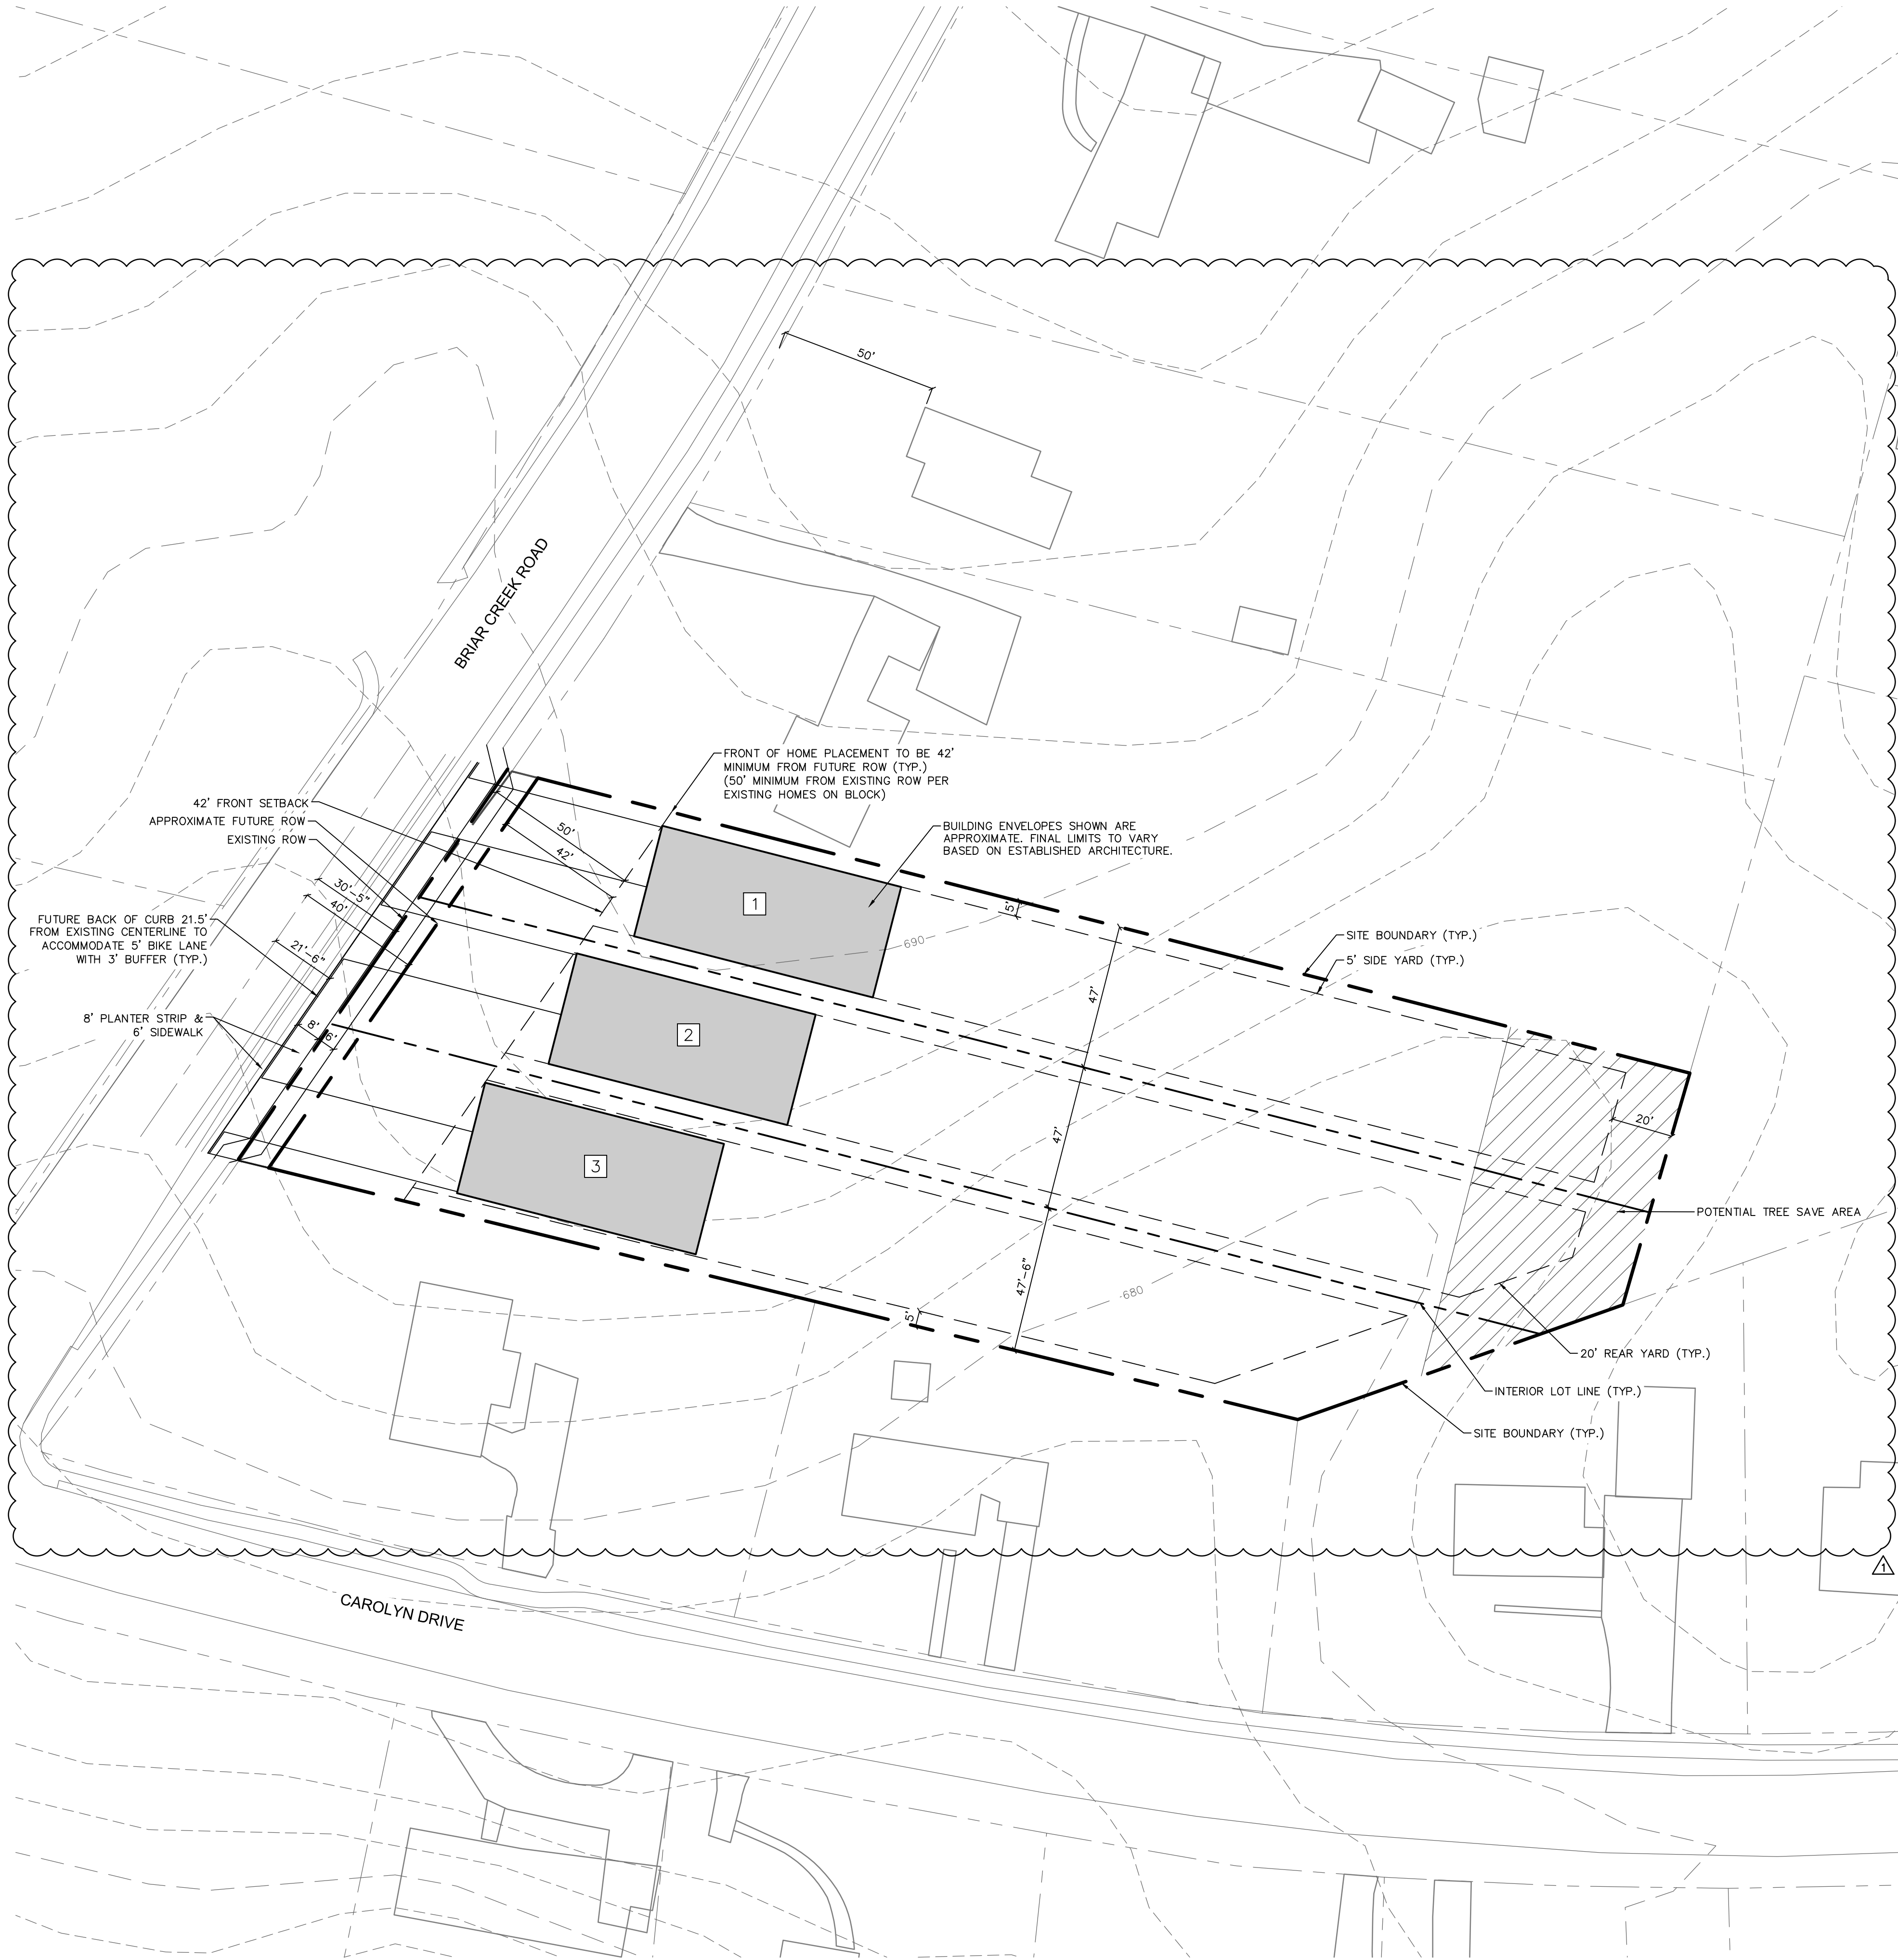 50'
BRIAR CREEK ROAD
FRONT OF HOME PLACEMENT TO BE 42'
MINIMUM FROM FUTURE ROW (TYP.)
(50' MINIMUM FROM EXISTING ROW PER
EXISTING HOMES ON BLOCK)
42' FRONT SETBACK
APPROXIMATE FUTURE ROW
EXISTING ROW
50'
42'
BUILDING ENVELOPES SHOWN ARE
APPROXIMATE. FINAL LIMITS TO VARY
BASED ON ESTABLISHED ARCHITECTURE.
30'-5"
40'
1
5'
690
FUTURE BACK OF CURB 21.5'
FROM EXISTING CENTERLINE TO
ACCOMMODATE 5' BIKE LANE
WITH 3' BUFFER (TYP.)
21'-6"
SITE BOUNDARY (TYP.)
5' SIDE YARD (TYP.)
47'
8' PLANTER STRIP &
6' SIDEWALK
8'
6'
2
47'
20'
3
POTENTIAL TREE SAVE AREA
47'-6"
680
5'
20' REAR YARD (TYP.)
INTERIOR LOT LINE (TYP.)
SITE BOUNDARY (TYP.)
1
CAROLYN DRIVE